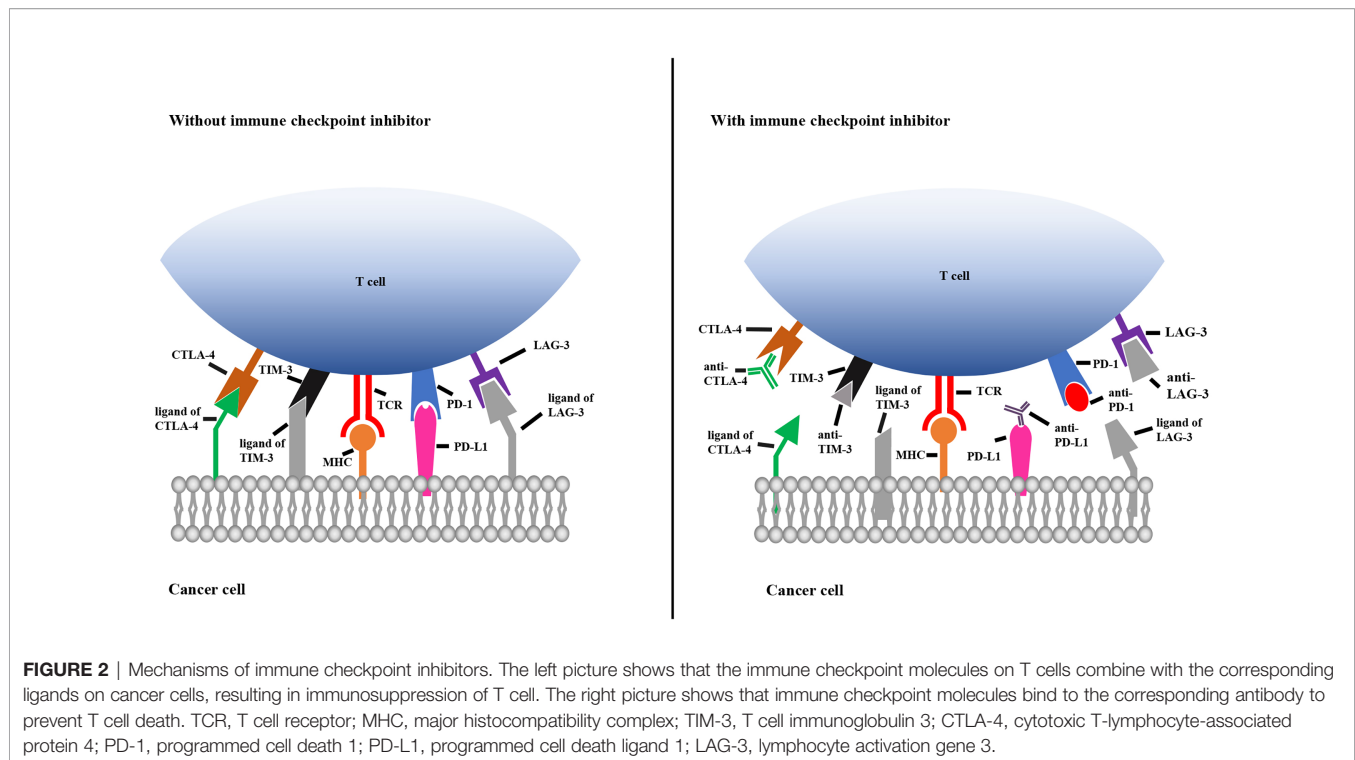 Without immune checkpoint inhibitor
T cell
CTLA-4
TIM-3
LAG-3
TCR
PD-1
ligand of
CTLA-4
ligand of
TIM-3
MHC
PD-L1
ligand of
LAG-3
Cancer cell
With immune checkpoint inhibitor
T cell
CTLA-4
anti-
CTLA-4
TIM-3
ligand of
TIM-3
TCR
PD-1
LAG-3
anti-
LAG-3
anti-
PD-1
ligand of
CTLA-4
anti-
TIM-3
MHC
PD-L1
anti-
PD-L1
ligand of
LAG-3
Cancer cell
FIGURE 2 | Mechanisms of immune checkpoint inhibitors. The left picture shows that the immune checkpoint molecules on T cells combine with the corresponding
ligands on cancer cells, resulting in immunosuppression of T cell. The right picture shows that immune checkpoint molecules bind to the corresponding antibody to
prevent T cell death. TCR, T cell receptor; MHC, major histocompatibility complex; TIM-3, T cell immunoglobulin 3; CTLA-4, cytotoxic T-lymphocyte-associated
protein 4; PD-1, programmed cell death 1; PD-L1, programmed cell death ligand 1; LAG-3, lymphocyte activation gene 3.